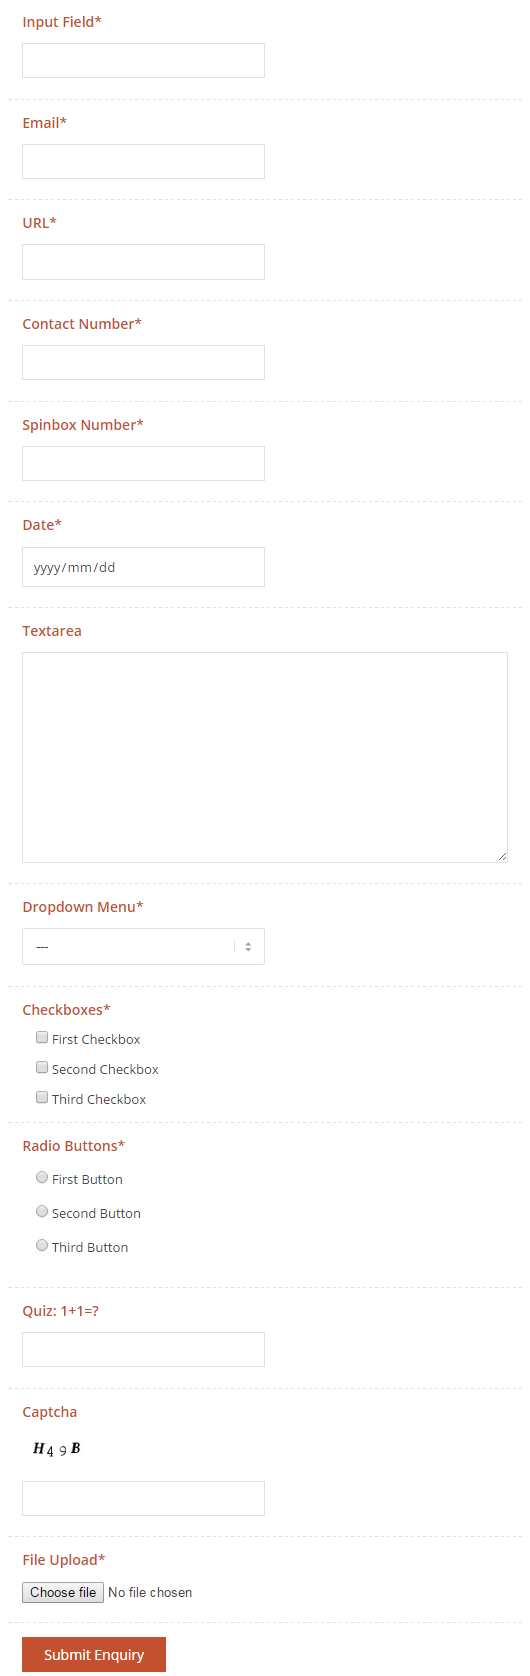 Input Field*
Email*
URL*
Contact Number*
Spinbox Number*
Date*
yyyy/mm/dd
Textarea
Dropdown Menu*
---
Checkboxes*
First Checkbox
Second Checkbox
Third Checkbox
Radio Buttons*
First Button
Second Button
Third Button
Quiz: 1+1=?
Captcha
H49B
File Upload*
Choose file No file chosen
Submit Enquiry